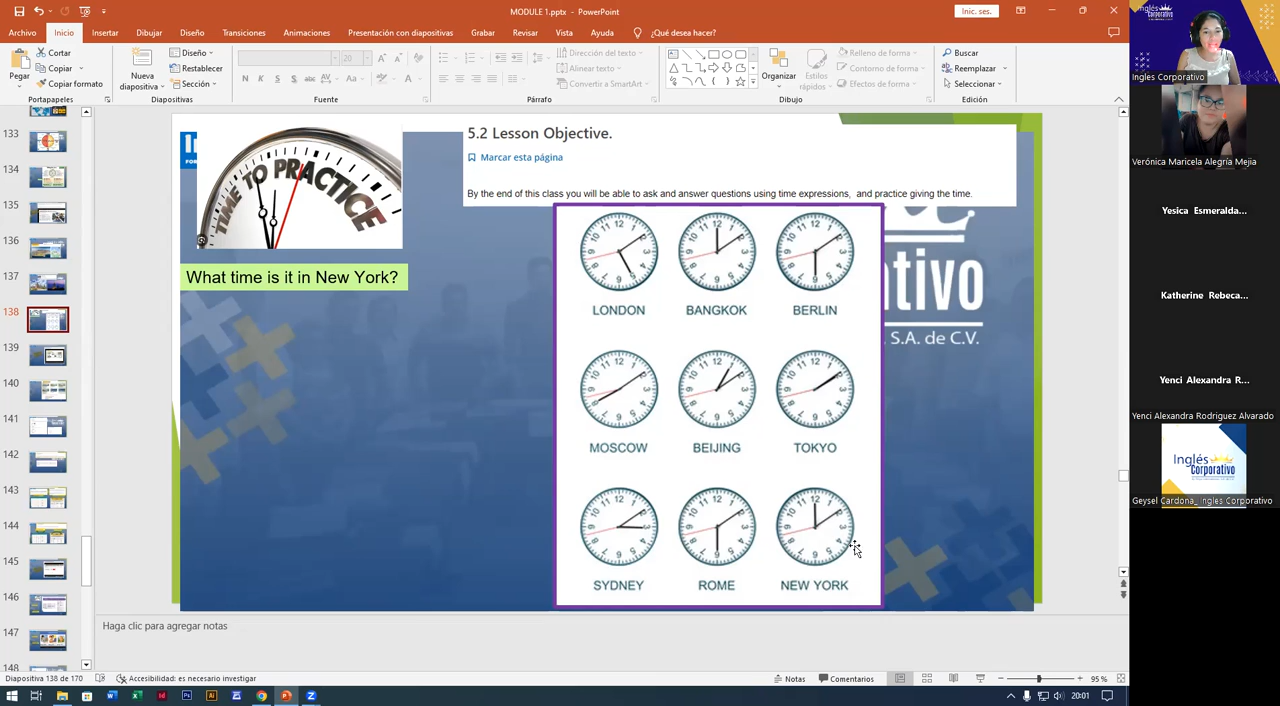 MODULE 1.pptx - PowerPoint
Inic. ses.
Archivo Inicio Insertar Dibujar Diseño Transiciones Animaciones Presentación con diapositivas Grabar Revisar Vista Ayuda ¿Qué desea hacer?
Pegar
Cortar
Copiar
Copiar formato
Portapapeles
Nueva diapositiva
Diseño
Restablecer
Sección
Diapositivas
20
N K S S abc AV Aa A
Fuente
Párrafo
Dirección del texto
Alinear texto
Convertir a SmartArt
Organizar
Estilos rápidos
Relleno de forma
Contorno de forma
Efectos de forma
Dibujo
Buscar
Reemplazar
Seleccionar
Edición
133
134
135
136
137
138
139
140
141
142
143
144
145
146
147
148
TIME TO PRACTICE
5.2 Lesson Objective.
Marcar esta página
By the end of this class you will be able to ask and answer questions using time expressions, and practice giving the time.
What time is it in New York?
LONDON BANGKOK BERLIN
MOSCOW BEIJING TOKYO
SYDNEY ROME NEW YORK
ativo
S.A. de C.V.
Haga clic para agregar notas
Diapositiva 138 de 170
Accesibilidad: es necesario investigar
Notas
Comentarios
95 %
20:01
Inglés Corporativo
Ingles Corporativo
Verónica Maricela Alegría Mejia
Yesica Esmeralda...
Katherine Rebeca...
Yenci Alexandra R...
Yenci Alexandra Rodriguez Alvarado
Inglés Corporativo
Geysel Cardona_ Ingles Corporativo